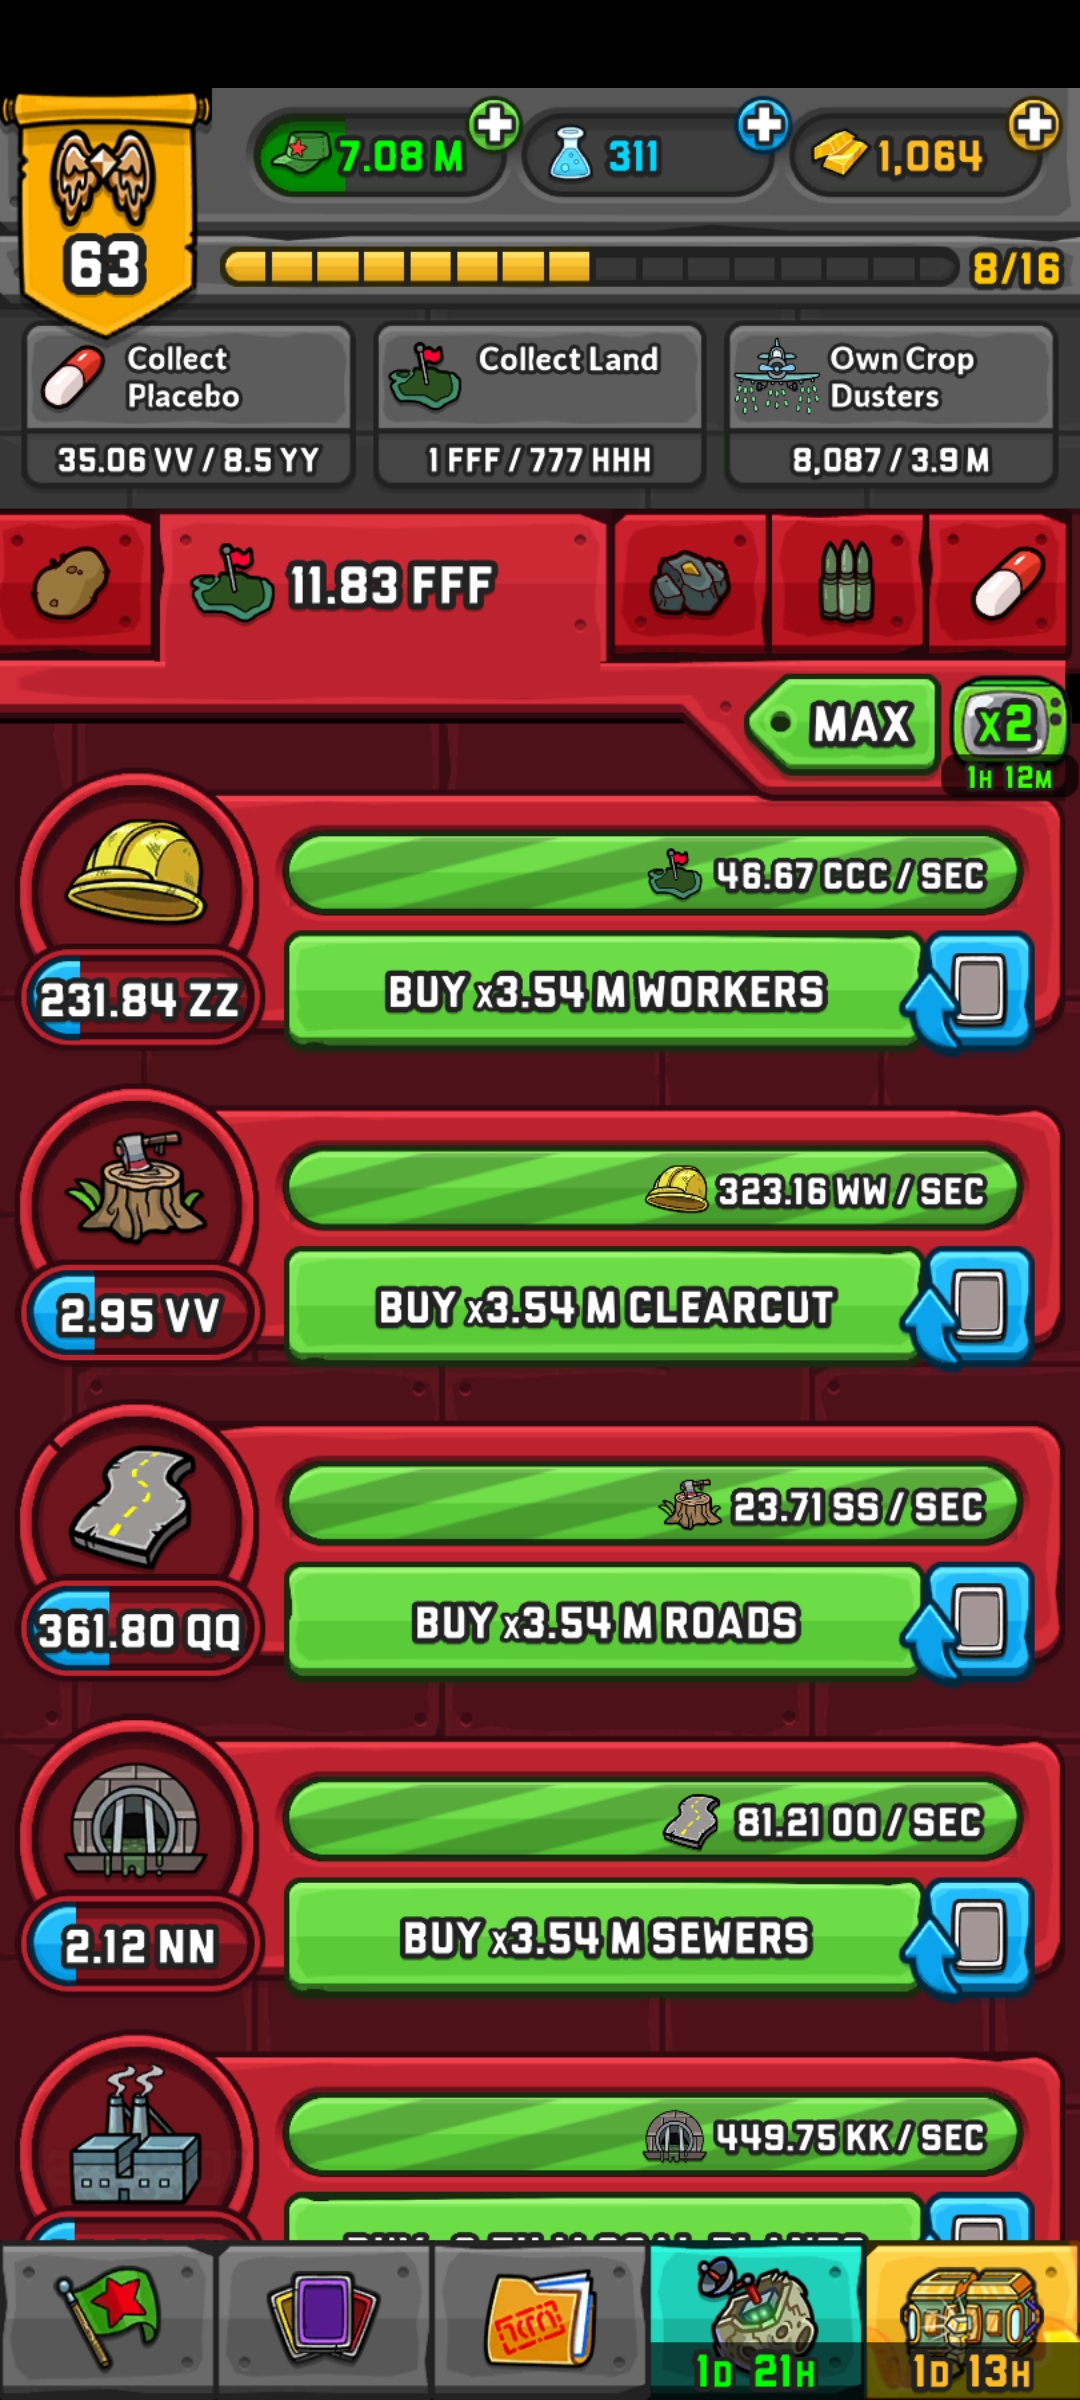 7.08 M
311
1,064
63
8/16
Collect Placebo
35.06 VV / 8.5 YY
Collect Land
1 FFF / 777 HHH
Own Crop Dusters
8,087 / 3.9 M
11.83 FFF
MAX
x2
1H 12M
46.67 CCC / SEC
231.84 ZZ
BUY x3.54 M WORKERS
323.16 WW / SEC
2.95 VV
BUY x3.54 M CLEARCUT
23.71 SS / SEC
361.80 QQ
BUY x3.54 M ROADS
81.21 OO / SEC
2.12 NN
BUY x3.54 M SEWERS
449.75 KK / SEC
1D 21H
1D 13H